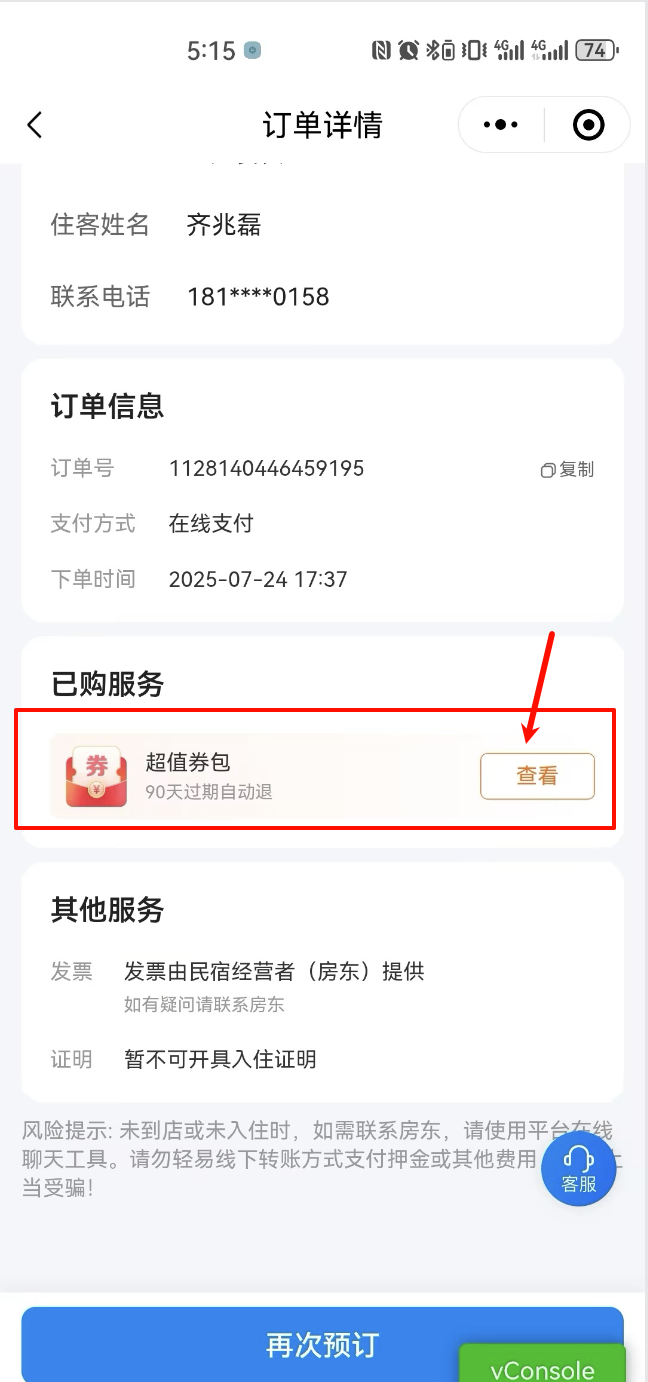 5:15 4G 4G 74
订单详情
住客姓名 齐兆磊
联系电话 181****0158
订单信息
订单号 1128140446459195 复制
支付方式 在线支付
下单时间 2025-07-24 17:37
已购服务
券 超值券包
¥ 90天过期自动退
查看
其他服务
发票 发票由民宿经营者（房东）提供
如有疑问请联系房东
证明 暂不可开具入住证明
风险提示: 未到店或未入住时，如需联系房东，请使用平台在线
聊天工具。请勿轻易线下转账方式支付押金或其他费用
当受骗!
客服
再次预订
vConsole